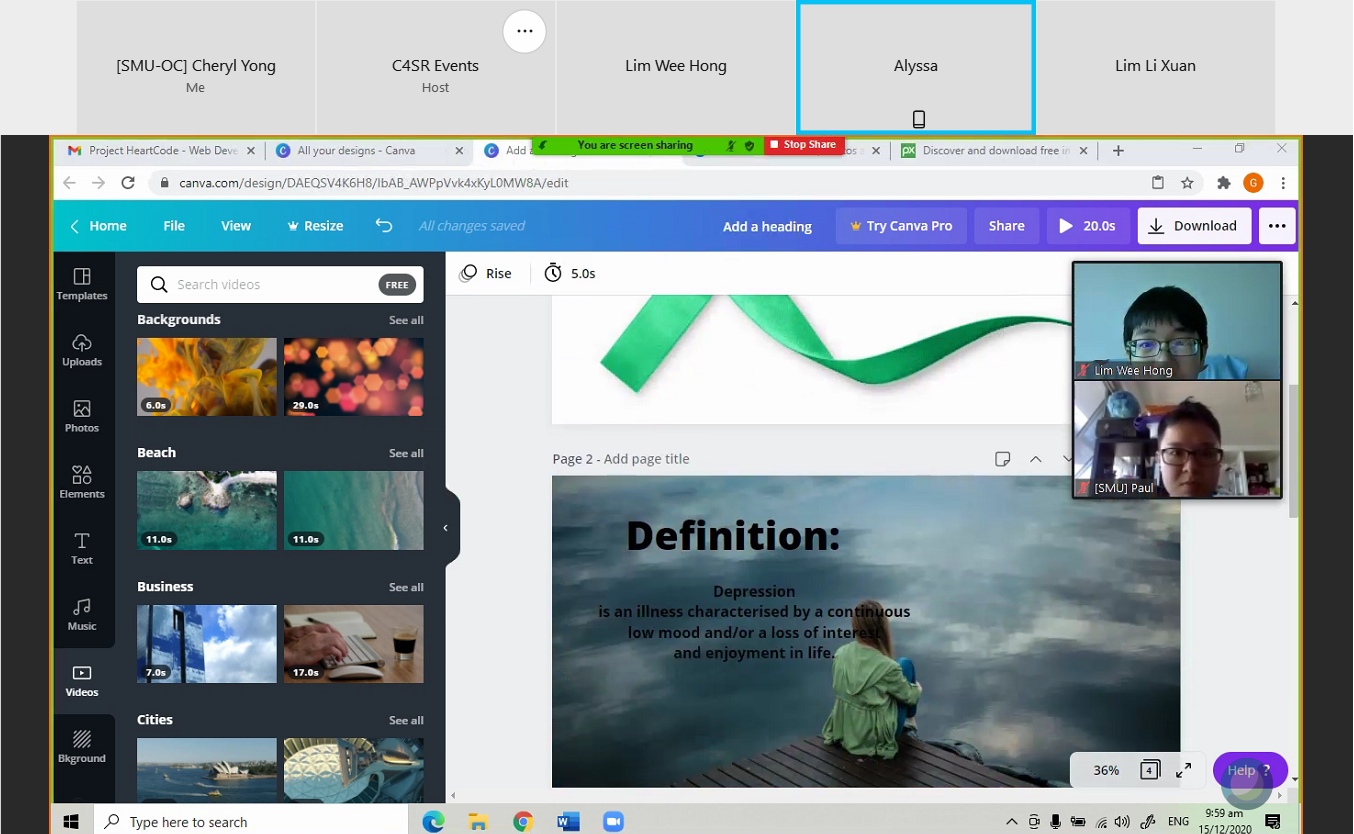 [SMU-OC] Cheryl Yong
Me
C4SR Events
Host
Lim Wee Hong
Alyssa
Lim Li Xuan
Project HeartCode - Web Deve
All your designs - Canva
Add a
You are screen sharing
Stop Share
Discover and download free in
canva.com/design/DAEQSV4K6H8/IbAB_AWPpVvk4xKyL0MW8A/edit
G
Home
File
View
Resize
All changes saved
Add a heading
Try Canva Pro
Share
20.0s
Download
Templates
Uploads
Photos
Elements
Text
Music
Videos
Bkground
Search videos
FREE
Backgrounds
See all
6.0s
29.0s
Beach
See all
11.0s
11.0s
Business
See all
7.0s
17.0s
Cities
See all
Rise
5.0s
Lim Wee Hong
[SMU] Paul
Page 2 - Add page title
Definition:
Depression
is an illness characterised by a continuous
low mood and/or a loss of interest
and enjoyment in life.
36%
4
Help ?
Type here to search
ENG
9:59 am
15/12/2020